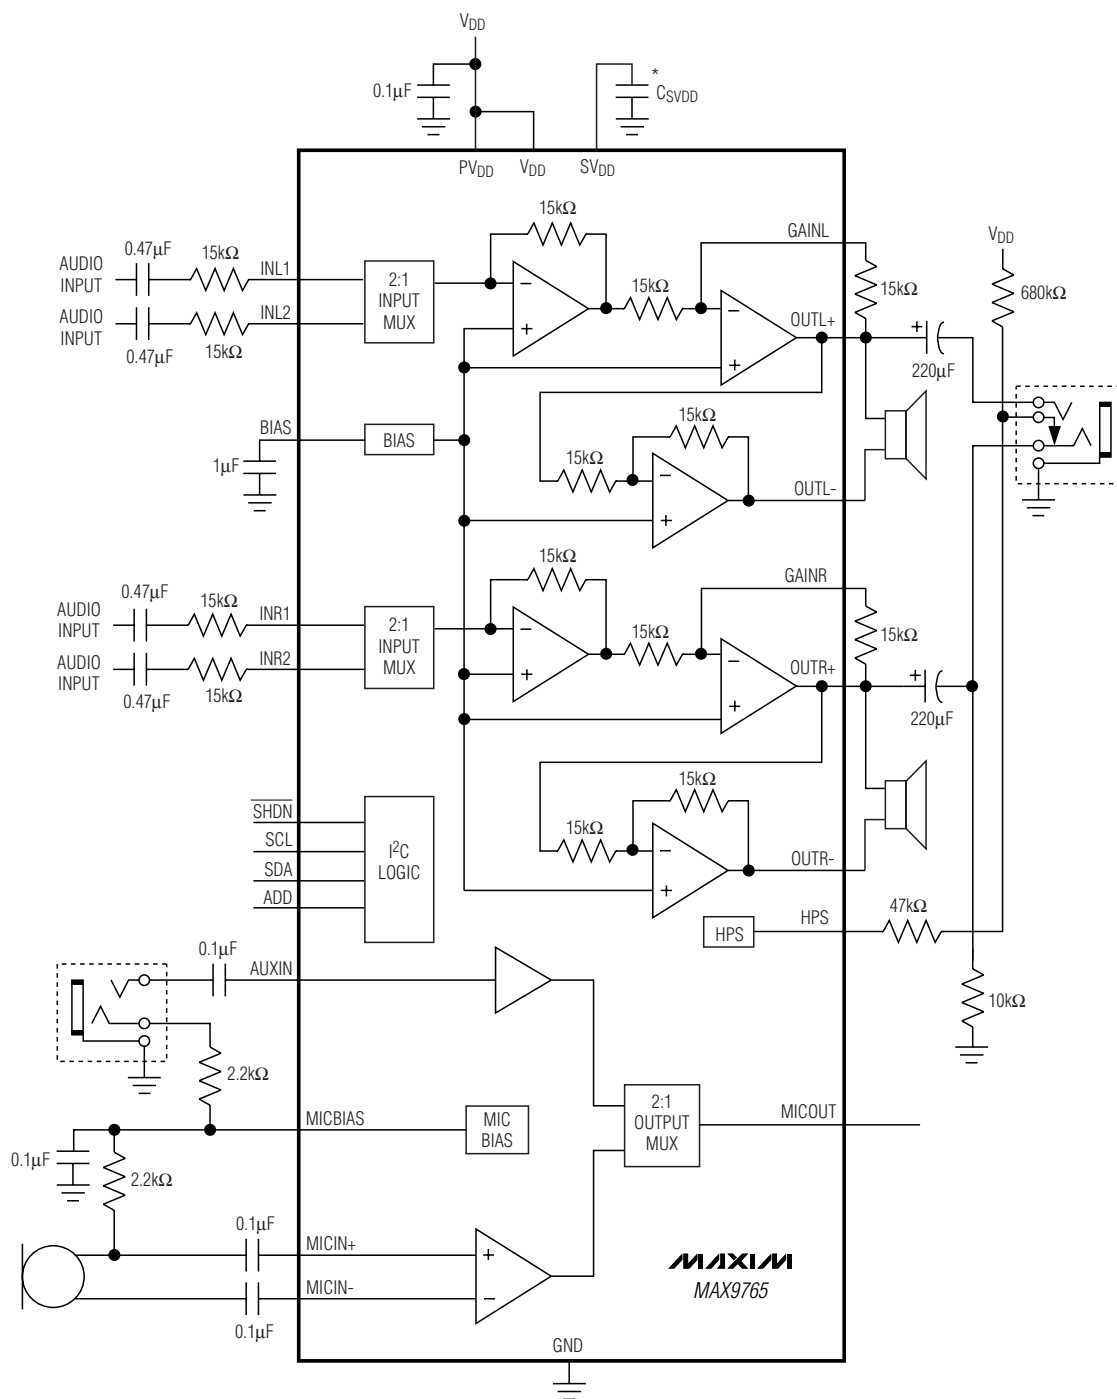 VDD
0.1µF
*
CSVDD
PVDD
VDD
SVDD
15kΩ
GAINL
VDD
0.47µF
15kΩ
AUDIO
INPUT
INL1
2:1
INPUT
MUX
15kΩ
15kΩ
680kΩ
AUDIO
INPUT
INL2
0.47µF
15kΩ
−
+
−
+
OUTL+
+
220µF
BIAS
BIAS
1µF
15kΩ
15kΩ
−
+
OUTL-
15kΩ
GAINR
0.47µF
15kΩ
AUDIO
INPUT
INR1
2:1
INPUT
MUX
15kΩ
15kΩ
AUDIO
INPUT
INR2
0.47µF
15kΩ
−
+
−
+
OUTR+
+
220µF
15kΩ
15kΩ
−
+
OUTR-
SHDN
SCL
SDA
ADD
I2C
LOGIC
HPS
HPS
47kΩ
0.1µF
AUXIN
10kΩ
2.2kΩ
MICBIAS
MIC
BIAS
2:1
OUTPUT
MUX
MICOUT
0.1µF
2.2kΩ
0.1µF
MICIN+
+
MICIN-
−
0.1µF
MAXIM
MAX9765
GND